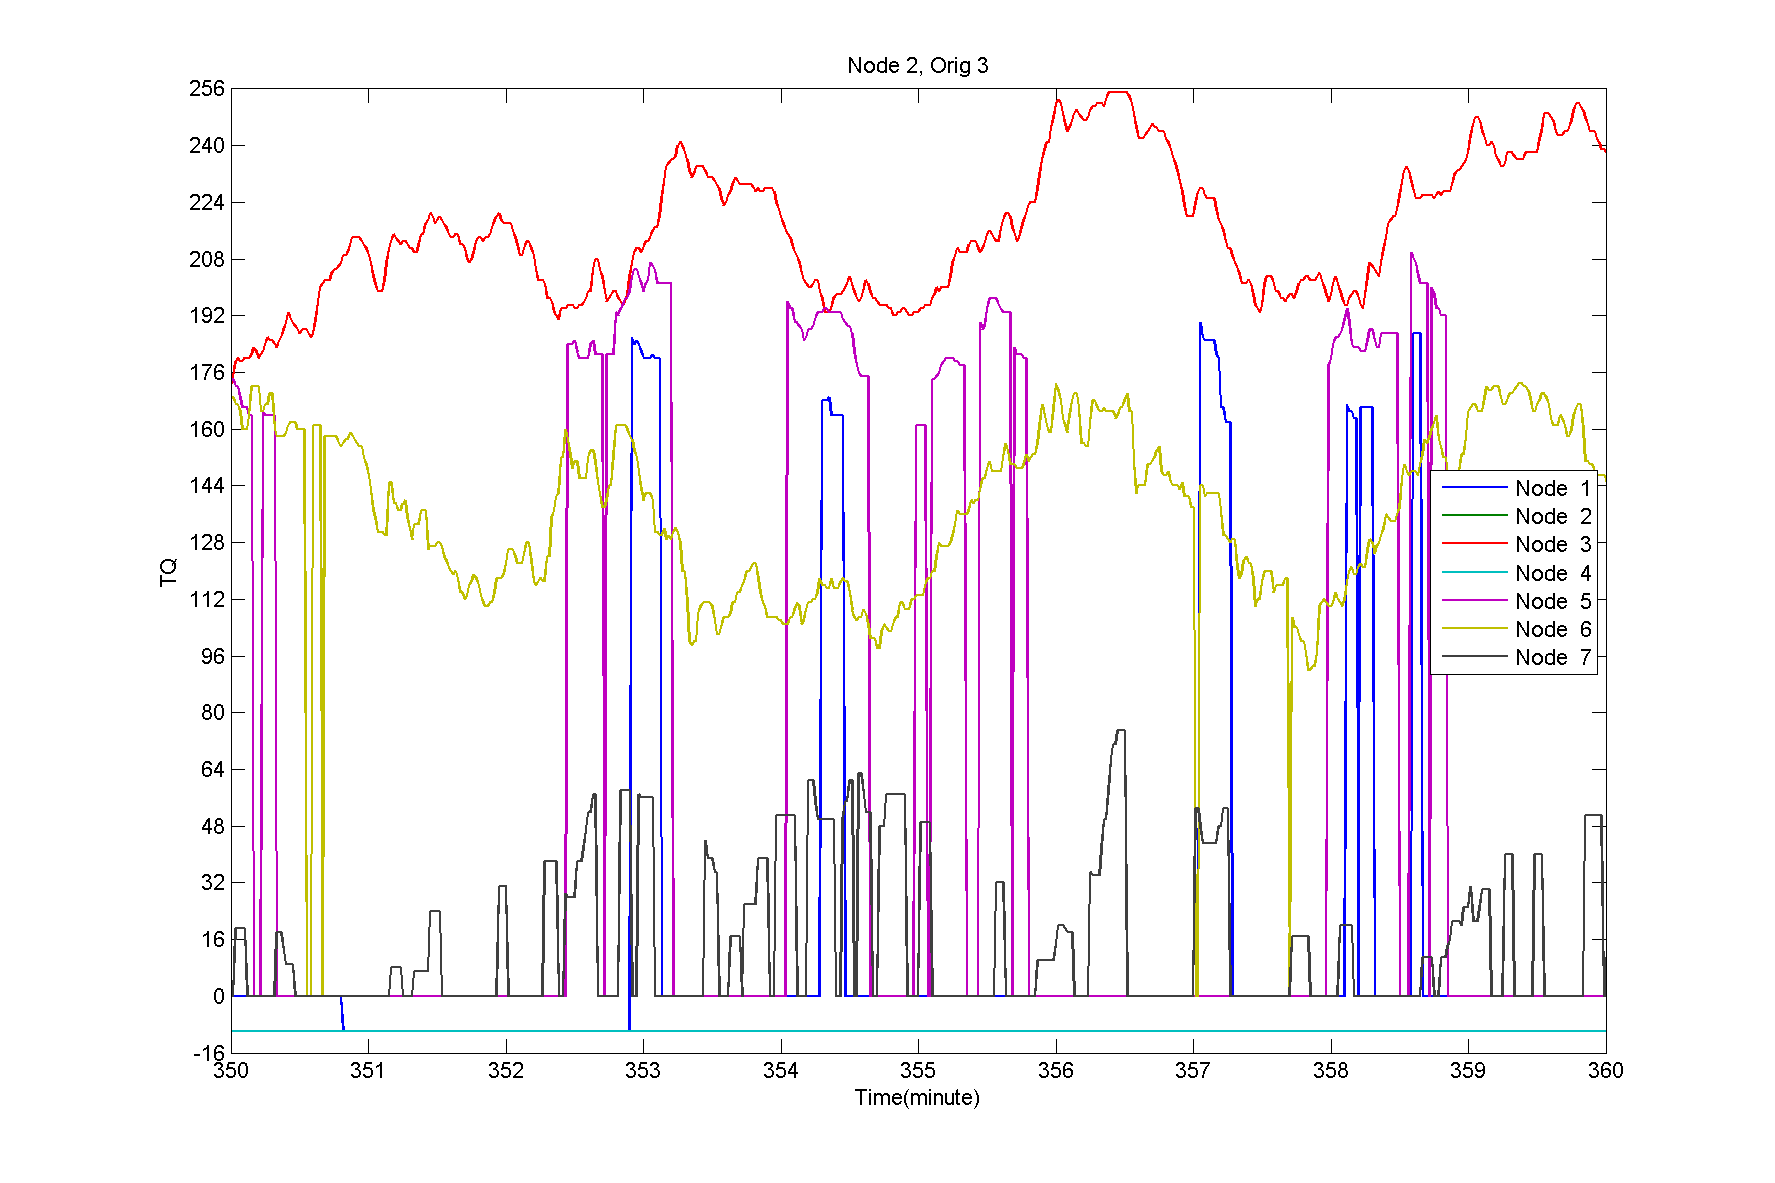 Node 2, Orig 3
256
240
224
208
192
176
160
144
128
112
96
80
64
48
32
16
0
-16
TQ
Node 1
Node 2
Node 3
Node 4
Node 5
Node 6
Node 7
350 351 352 353 354 355 356 357 358 359 360
Time(minute)